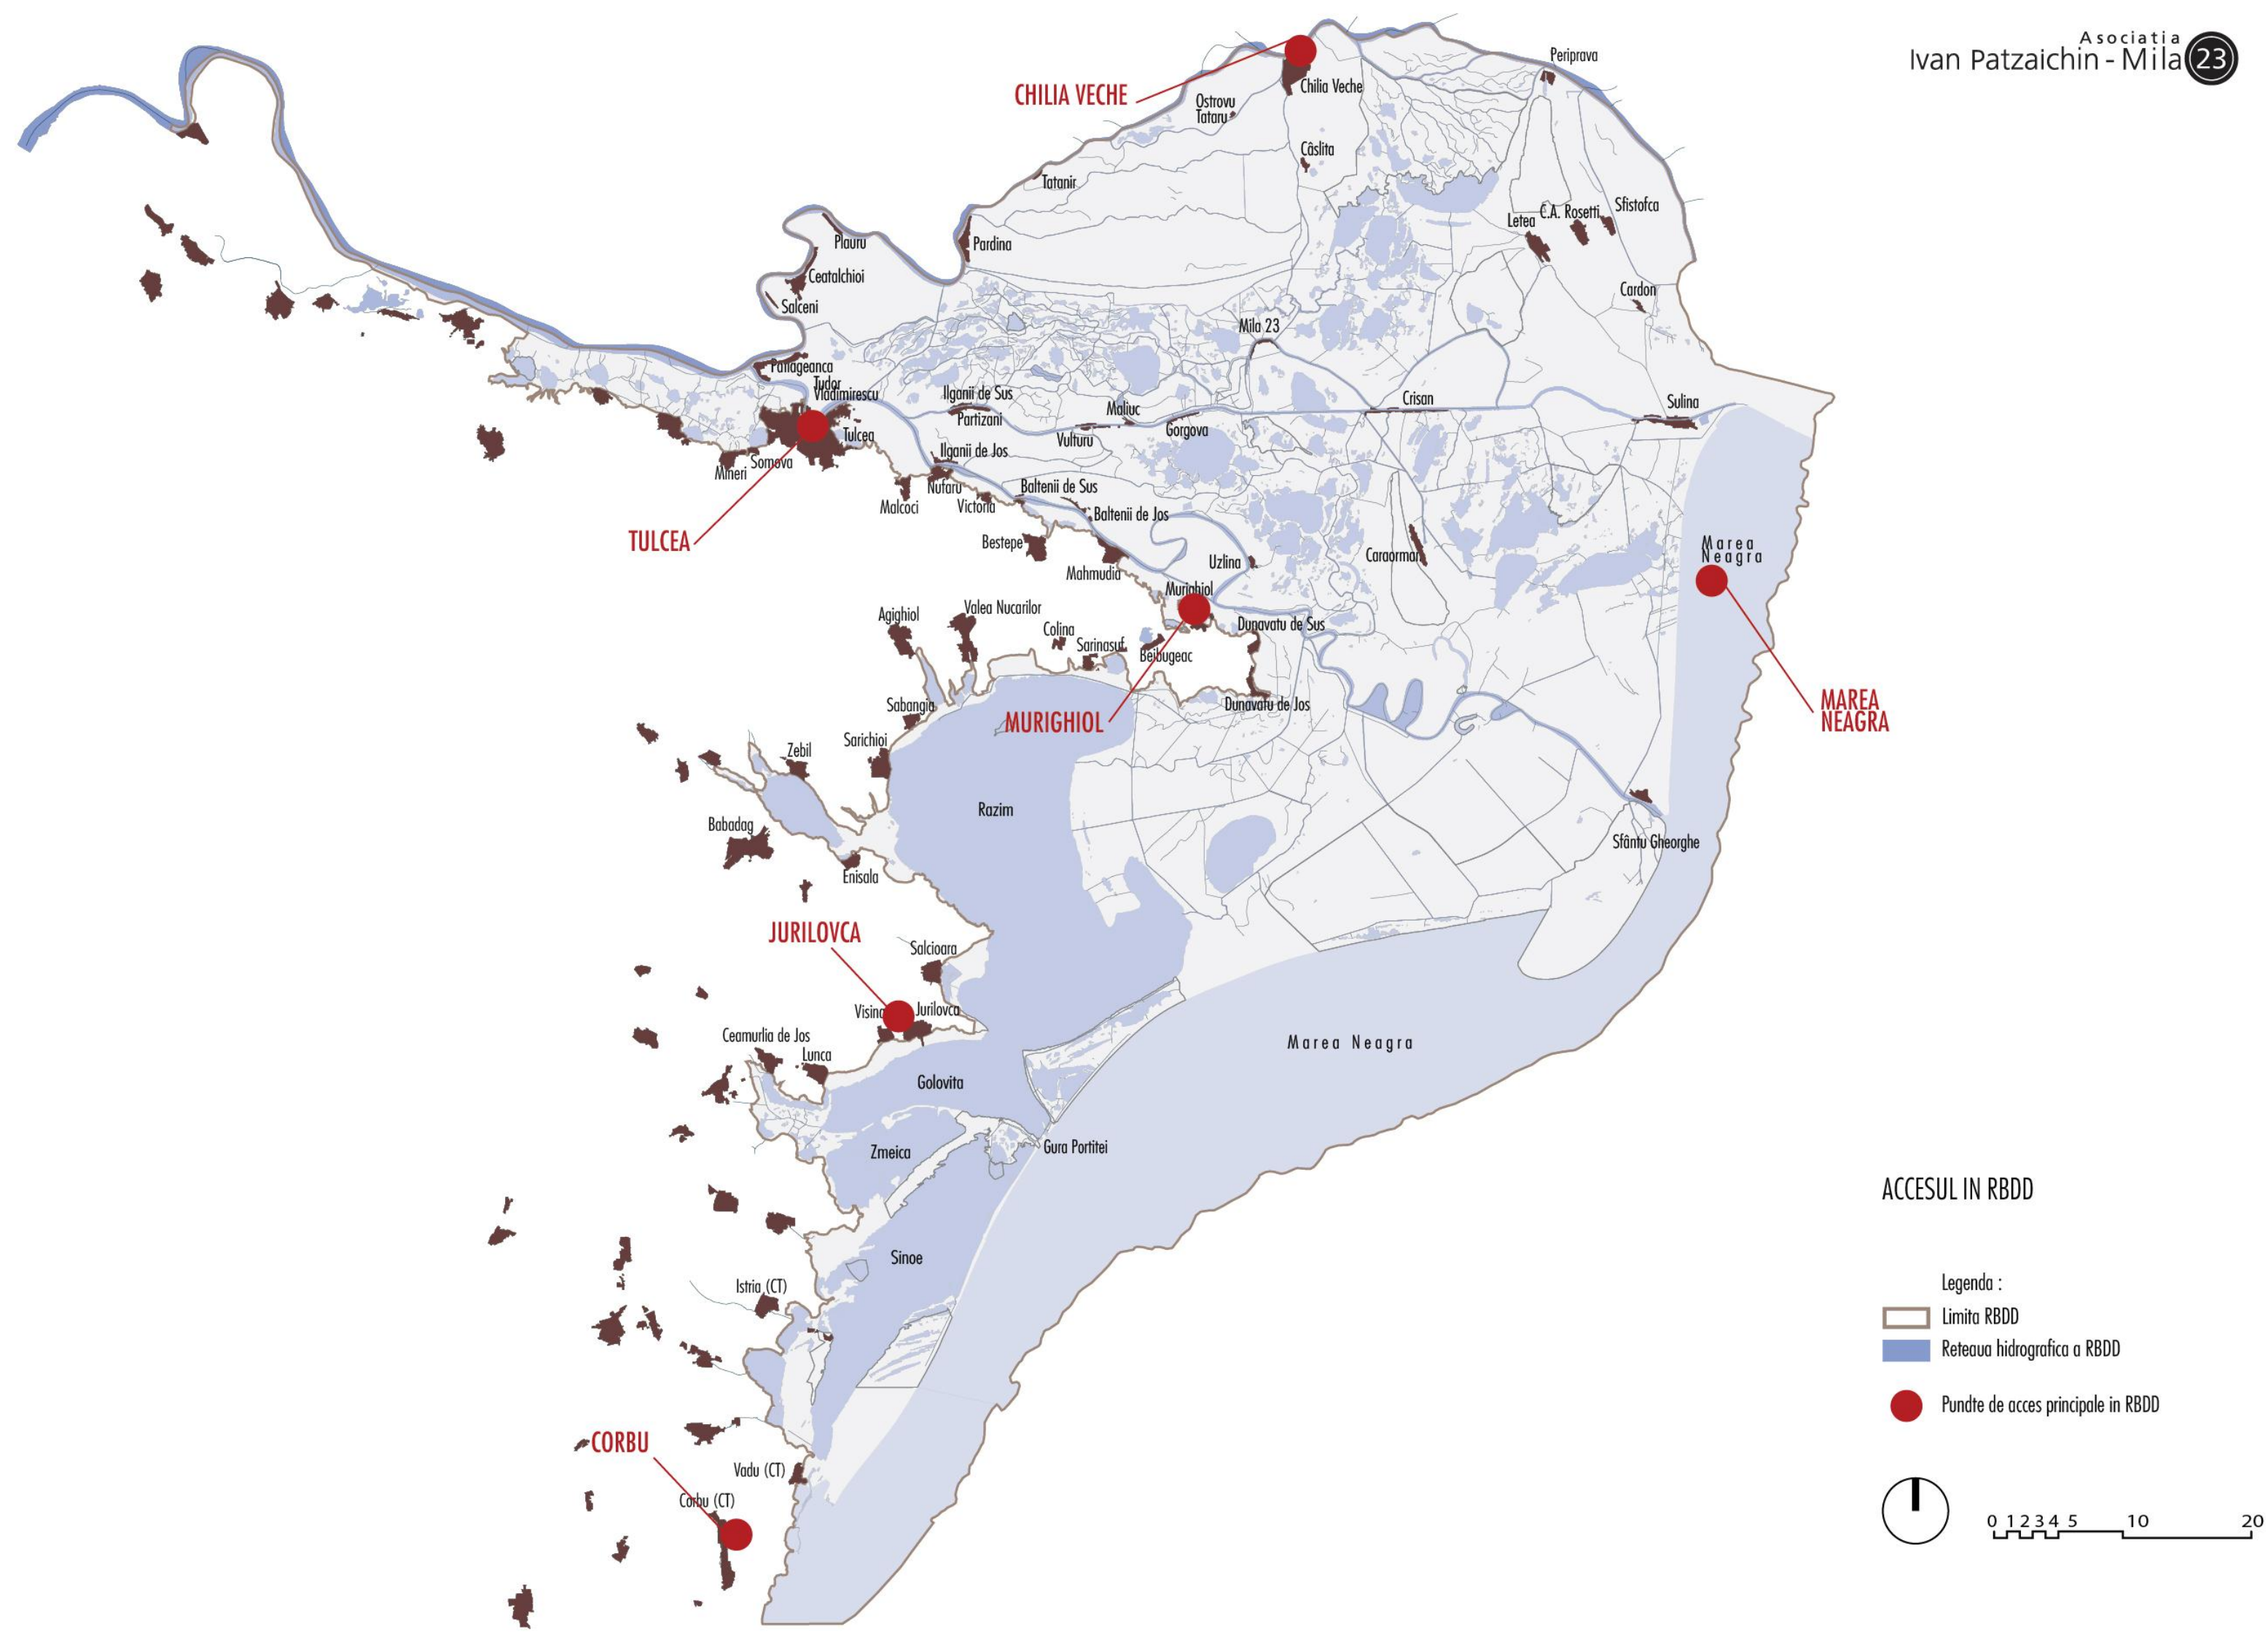 Asociatia
Ivan Patzaichin - Mila 23
Periprava
CHILIA VECHE
Chilia Veche
Ostrovu
Tataru
Câslita
Tatanir
Sfistofca
C.A. Rosetti
Letea
Plauru
Pardina
Ceatalchioi
Salceni
Cardon
Mila 23
Patlageanca
Tudor
Vladimirescu
Ilganii de Sus
Partizani
Maliuc
Crisan
Sulina
Tulcea
Vulturu
Gorgova
Ilganii de Jos
Somova
Mineri
Nufaru
Malcoci
Victoria
Baltenii de Sus
Baltenii de Jos
TULCEA
Bestepe
Mahmudia
Uzlina
Caraorman
Marea
Neagra
Murighiol
Agighiol
Valea Nucarilor
Colina
Sarinasuf
Beibugeac
Dunavatu de Sus
Dunavatu de Jos
Sabangia
MURIGHIOL
MAREA
NEAGRA
Sarichioi
Zebil
Razim
Babadag
Enisala
Sfântu Gheorghe
JURILOVCA
Salcioara
Visina
Jurilovca
Ceamurlia de Jos
Lunca
Marea Neagra
Golovita
Zmeica
Gura Portitei
Sinoe
Istria (CT)
CORBU
Vadu (CT)
Corbu (CT)
ACCESUL IN RBDD
Legenda :
Limita RBDD
Reteaua hidrografica a RBDD
Pundte de acces principale in RBDD
0 1 2 3 4 5 10 20